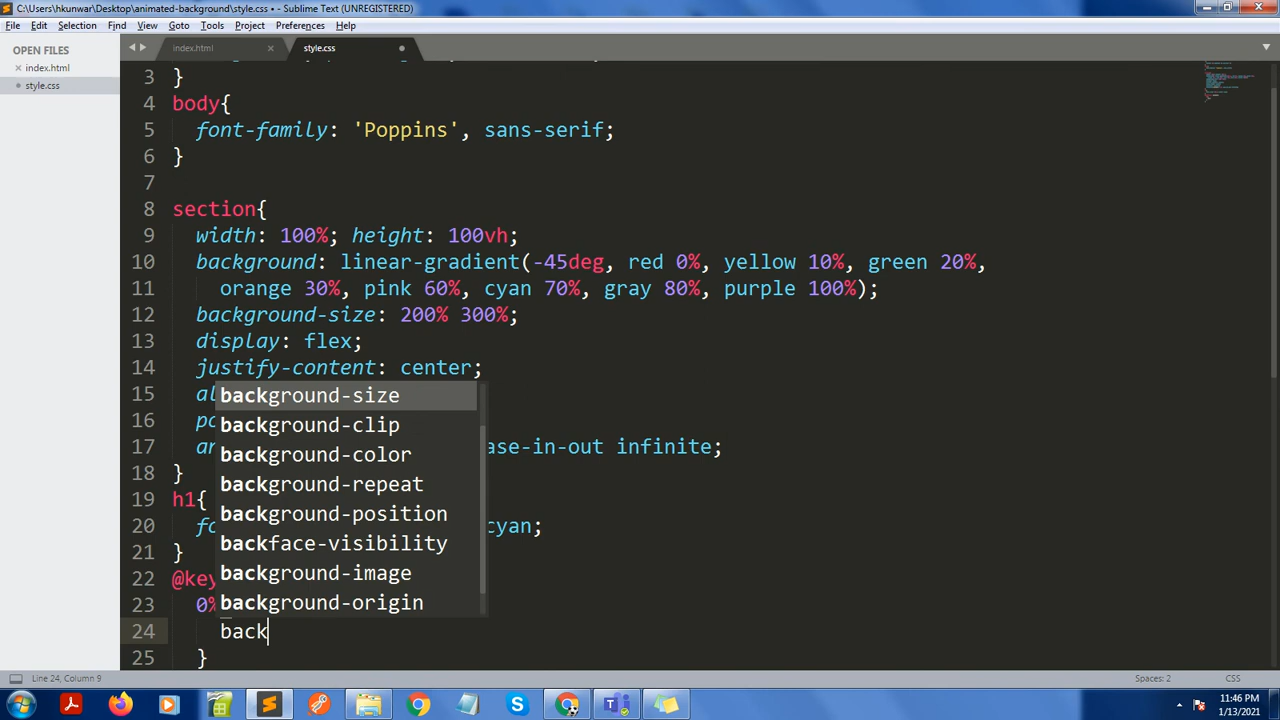 C:\Users\hkunwar\Desktop\animated-background\style.css • - Sublime Text (UNREGISTERED)
File Edit Selection Find View Goto Tools Project Preferences Help
OPEN FILES
index.html
style.css
index.html
style.css
3 }
4 body{
5 font-family: 'Poppins', sans-serif;
6 }
7
8 section{
9 width: 100%; height: 100vh;
10 background: linear-gradient(-45deg, red 0%, yellow 10%, green 20%,
11 orange 30%, pink 60%, cyan 70%, gray 80%, purple 100%);
12 background-size: 200% 300%;
13 display: flex;
14 justify-content: center;
15 al
16 po
17 an ase-in-out infinite;
18 }
19 h1{
20 fo cyan;
21 }
22 @key
23 0%
24 back
25 }
background-size
background-clip
background-color
background-repeat
background-position
backface-visibility
background-image
background-origin
Line 24, Column 9
Spaces: 2
CSS
11:46 PM
1/13/2021